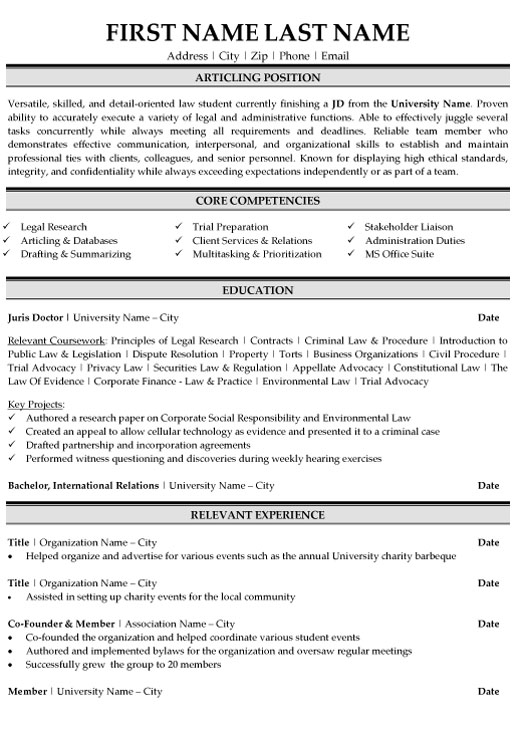 FIRST NAME LAST NAME
Address | City | Zip | Phone | Email
ARTICLING POSITION
Versatile, skilled, and detail-oriented law student currently finishing a JD from the University Name. Proven
ability to accurately execute a variety of legal and administrative functions. Able to effectively juggle several
tasks concurrently while always meeting all requirements and deadlines. Reliable team member who
demonstrates effective communication, interpersonal, and organizational skills to establish and maintain
professional ties with clients, colleagues, and senior personnel. Known for displaying high ethical standards,
integrity, and confidentiality while always exceeding expectations independently or as part of a team.
CORE COMPETENCIES
✓ Legal Research ✓ Trial Preparation ✓ Stakeholder Liaison
✓ Articling & Databases ✓ Client Services & Relations ✓ Administration Duties
✓ Drafting & Summarizing ✓ Multitasking & Prioritization ✓ MS Office Suite
EDUCATION
Juris Doctor | University Name – City Date
Relevant Coursework: Principles of Legal Research | Contracts | Criminal Law & Procedure | Introduction to
Public Law & Legislation | Dispute Resolution | Property | Torts | Business Organizations | Civil Procedure |
Trial Advocacy | Privacy Law | Securities Law & Regulation | Appellate Advocacy | Constitutional Law | The
Law Of Evidence | Corporate Finance - Law & Practice | Environmental Law | Trial Advocacy
Key Projects:
✓ Authored a research paper on Corporate Social Responsibility and Environmental Law
✓ Created an appeal to allow cellular technology as evidence and presented it to a criminal case
✓ Drafted partnership and incorporation agreements
✓ Performed witness questioning and discoveries during weekly hearing exercises
Bachelor, International Relations | University Name – City Date
RELEVANT EXPERIENCE
Title | Organization Name – City Date
• Helped organize and advertise for various events such as the annual University charity barbeque
Title | Organization Name – City Date
• Assisted in setting up charity events for the local community
Co-Founder & Member | Association Name – City Date
• Co-founded the organization and helped coordinate various student events
• Authored and implemented bylaws for the organization and oversaw regular meetings
• Successfully grew the group to 20 members
Member | University Name – City Date